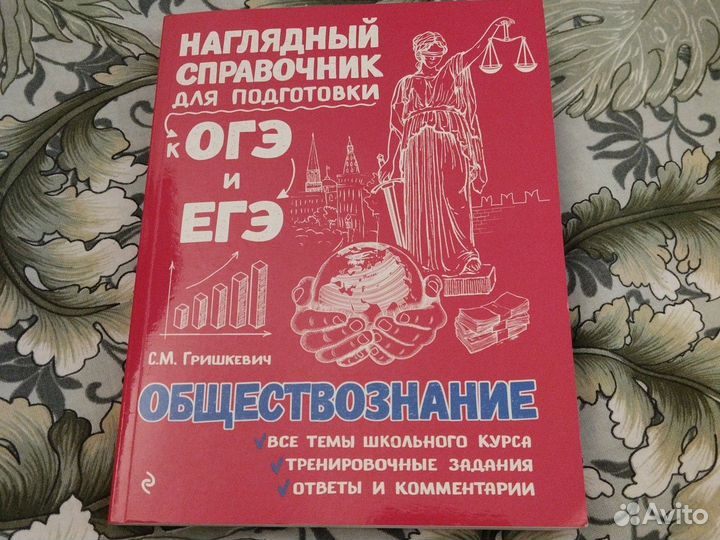 НАГЛЯДНЫЙ
СПРАВОЧНИК
ДЛЯ ПОДГОТОВКИ
К ОГЭ
И
ЕГЭ
С.М. ГРИШКЕВИЧ
ОБЩЕСТВОЗНАНИЕ
ВСЕ ТЕМЫ ШКОЛЬНОГО КУРСА
ТРЕНИРОВОЧНЫЕ ЗАДАНИЯ
ОТВЕТЫ И КОММЕНТАРИИ
Avito